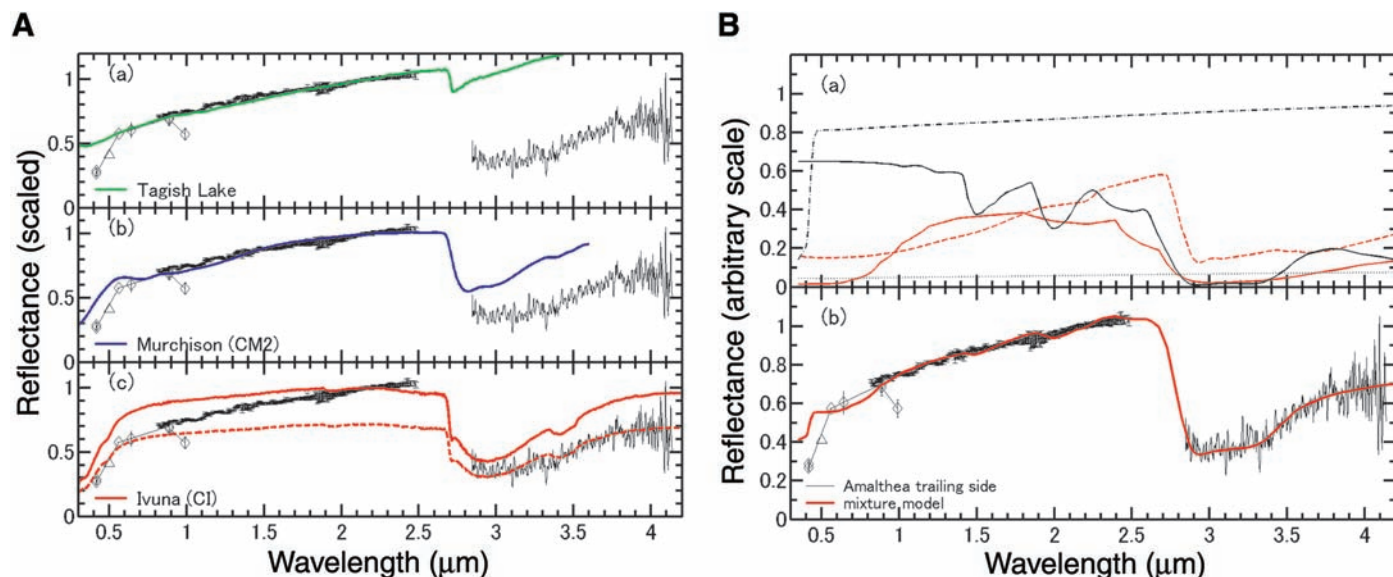 A
Reflectance (scaled)
(a)
1
0.5
0
Tagish Lake
(b)
1
0.5
0
Murchison (CM2)
(c)
1
0.5
0
Ivuna (CI)
0.5 1 1.5 2 2.5 3 3.5 4
Wavelength (μm)
B
Reflectance (arbitrary scale)
(a)
1
0.8
0.6
0.4
0.2
0
(b)
1
0.8
0.6
0.4
0.2
0
Amalthea trailing side
mixture model
0.5 1 1.5 2 2.5 3 3.5 4
Wavelength (μm)